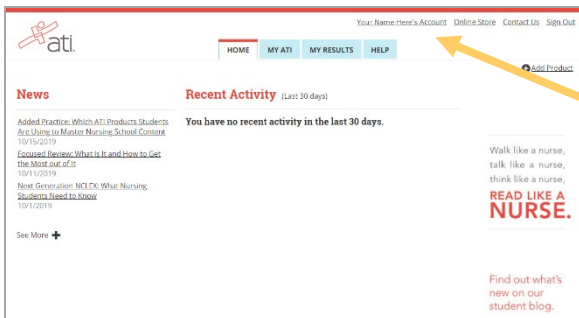 Your Name Here's Account Online Store Contact Us Sign Out
ati.
HOME MY ATI MY RESULTS HELP
Add Product
News
Added Practice: Which ATI Products Students
Are Using to Master Nursing School Content
10/15/2019
Focused Review: What Is It and How to Get
the Most out of It
10/11/2019
Next Generation NCLEX: What Nursing
Students Need to Know
10/1/2019
See More
Recent Activity (Last 30 days)
You have no recent activity in the last 30 days.
Walk like a nurse,
talk like a nurse,
think like a nurse,
READ LIKE A
NURSE.
Find out what's
new on our
student blog.